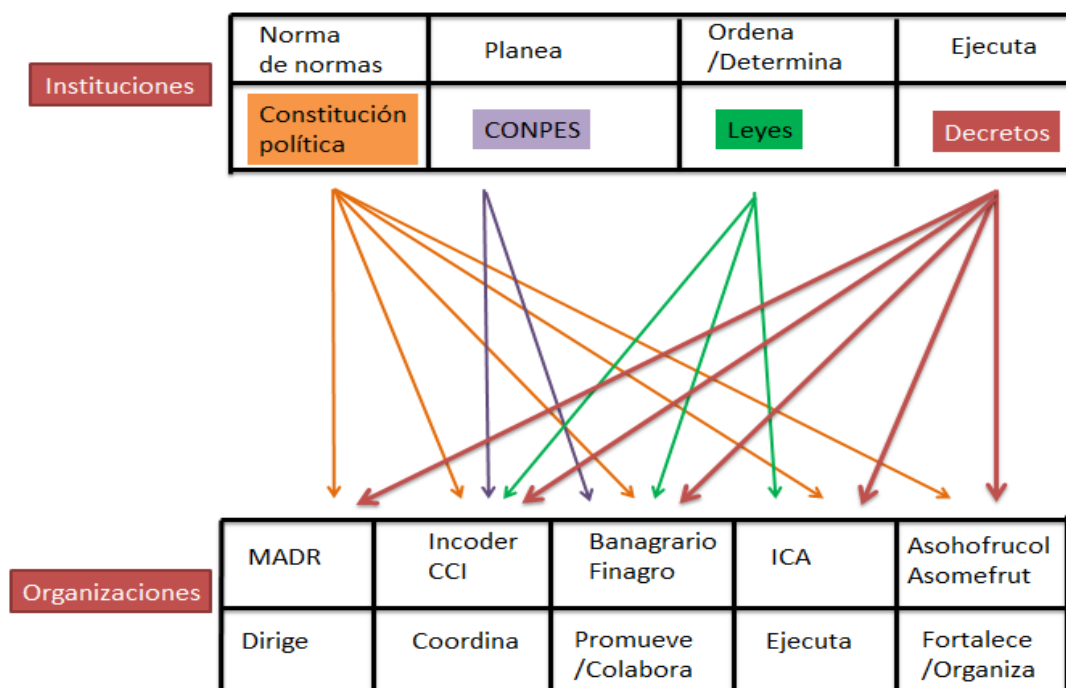 Norma
de normas
Planea
Ordena
/Determina
Ejecuta
Instituciones
Constitución
política
CONPES
Leyes
Decretos
MADR
Incoder
CCI
Banagrario
Finagro
ICA
Asohofrucol
Asomefrut
Organizaciones
Dirige
Coordina
Promueve
/Colabora
Ejecuta
Fortalece
/Organiza